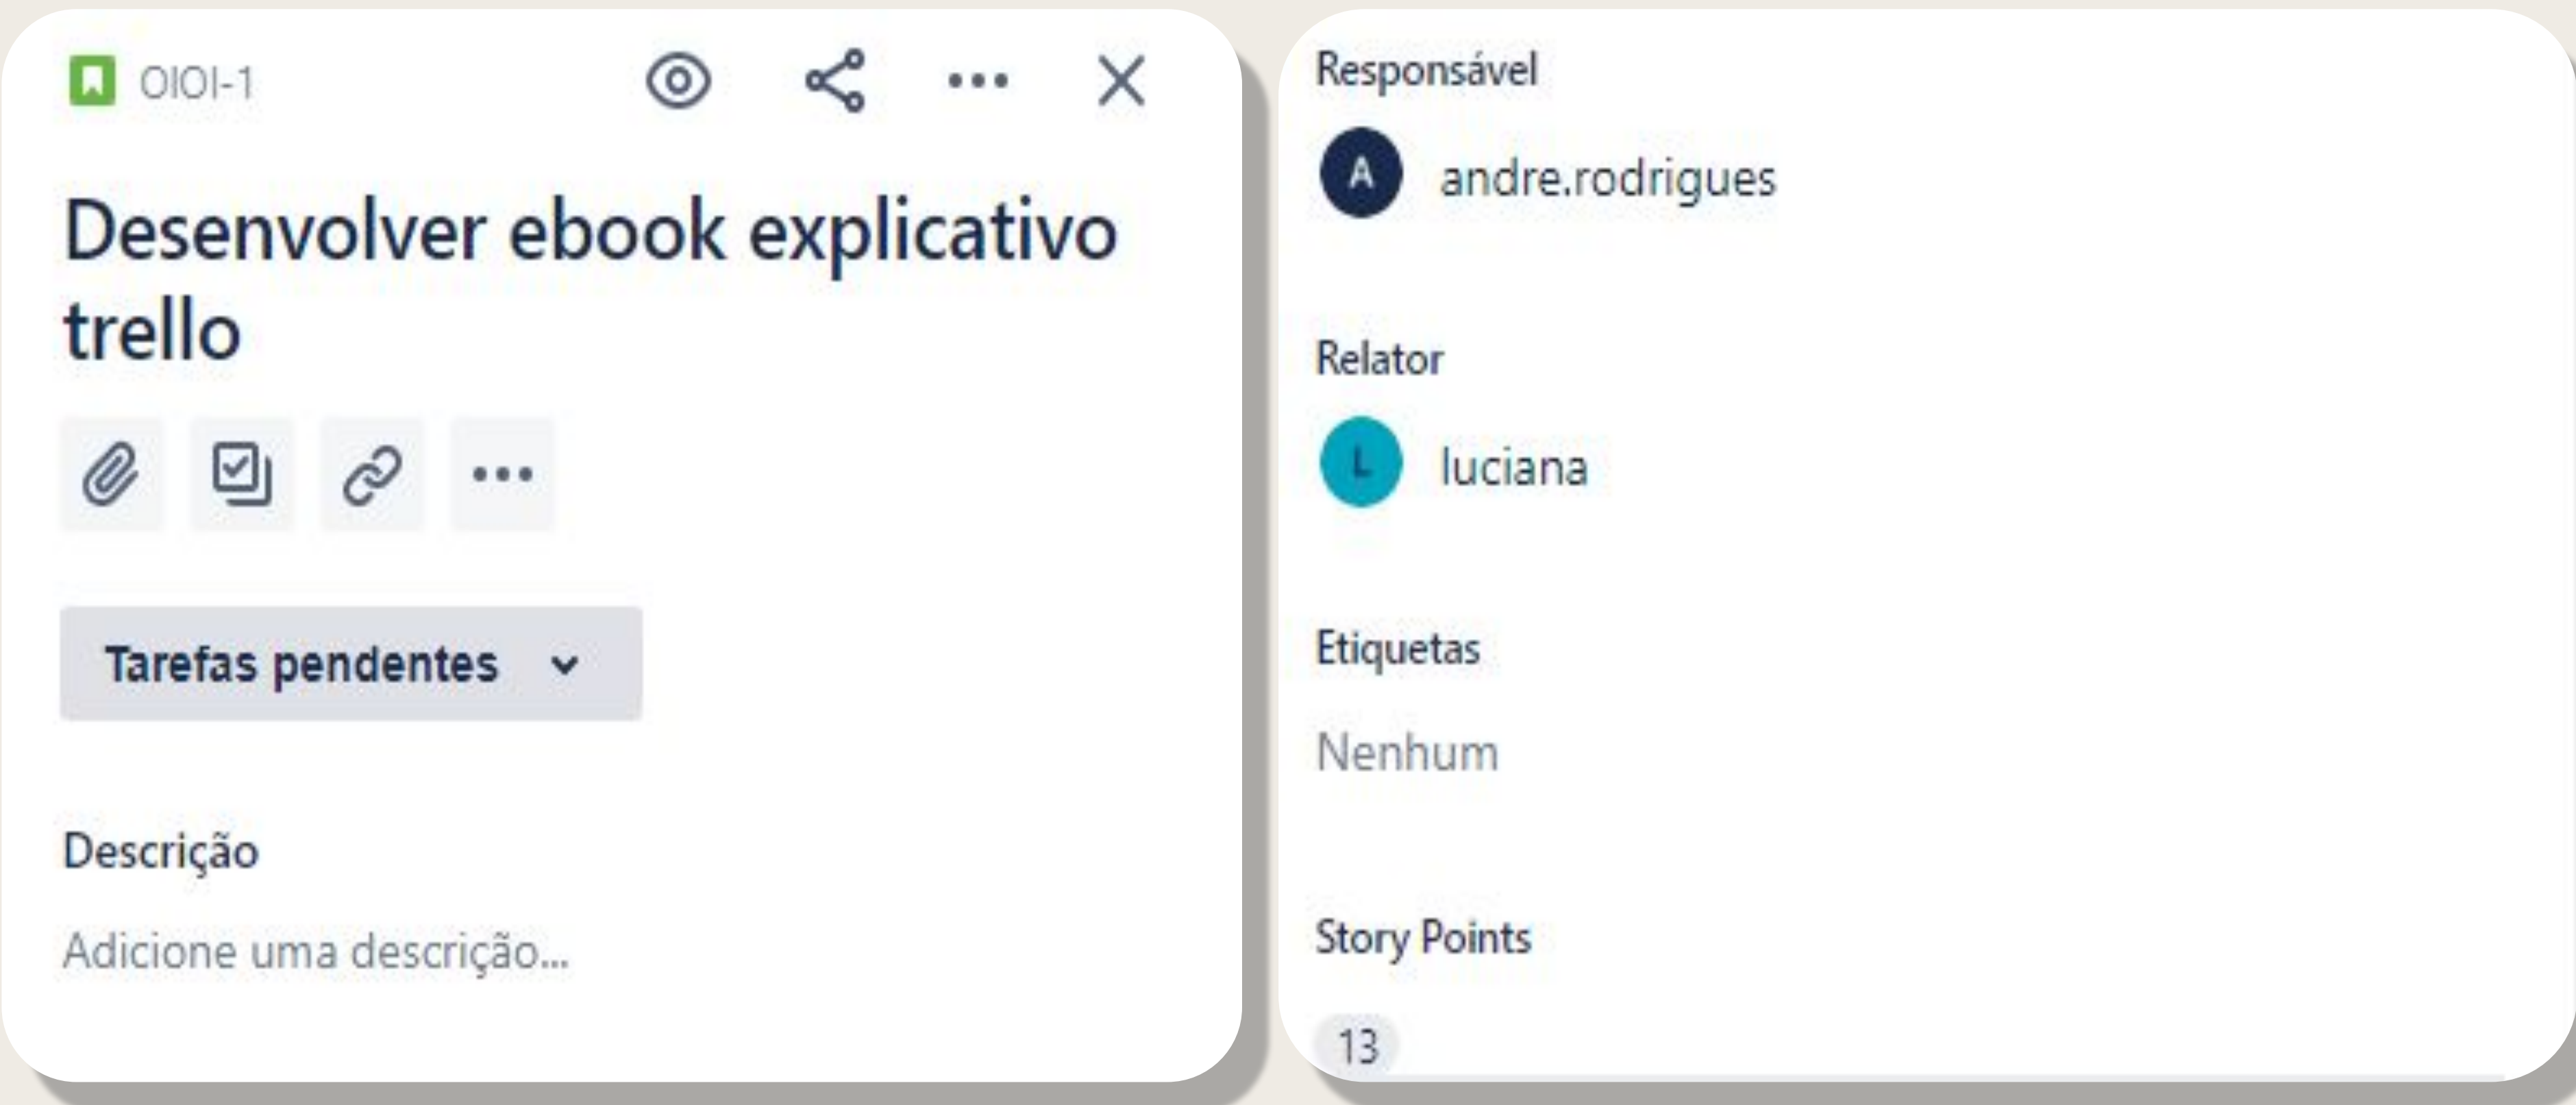 OIOI-1
Desenvolver ebook explicativo
trello
Tarefas pendentes
Descrição
Adicione uma descrição...
Responsável
A andre.rodrigues
Relator
L luciana
Etiquetas
Nenhum
Story Points
13